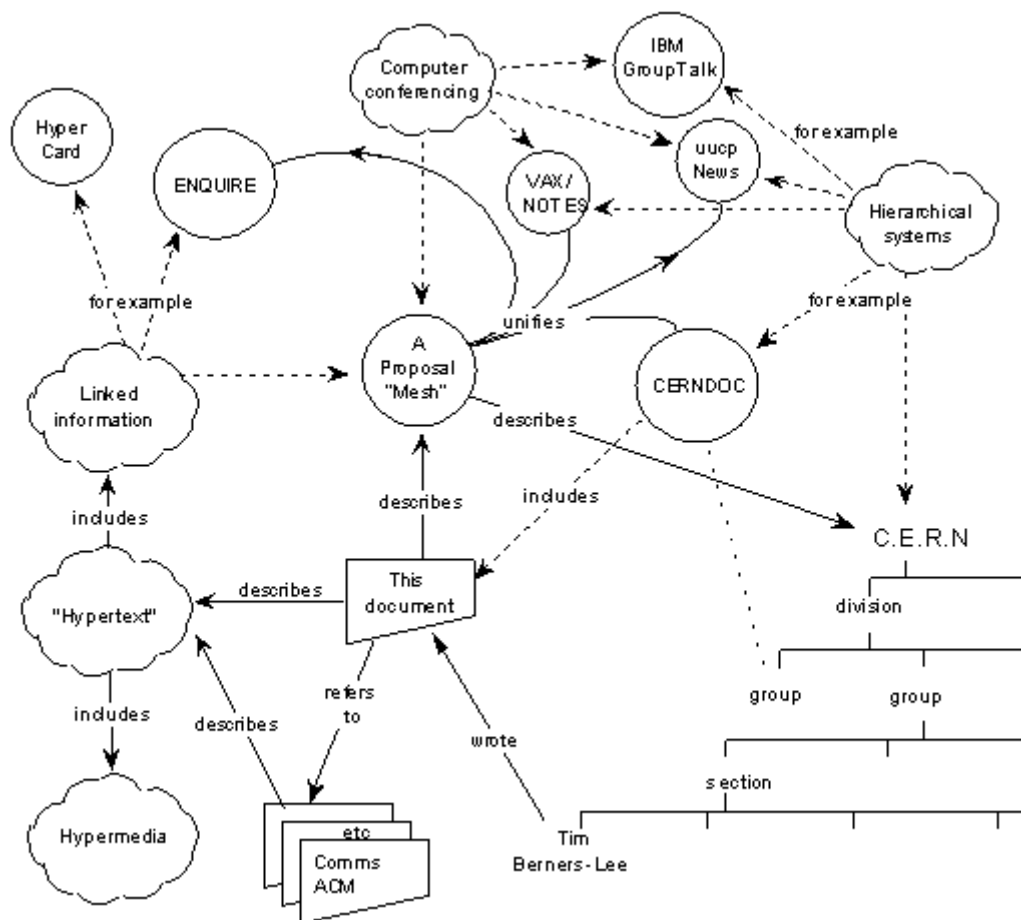 IBM
GroupTalk
Computer
conferencing
Hyper
Card
for example
uucp
News
ENQUIRE
VAX/
NOTES
Hierarchical
systems
for example
for example
unifies
A
Proposal
"Mesh"
CERNDOC
Linked
information
describes
includes
describes
includes
C.E.R.N
This
document
describes
division
"Hypertext"
refers
to
group
group
includes
describes
wrote
section
Hypermedia
etc
Comms
ACM
Tim
Berners-Lee